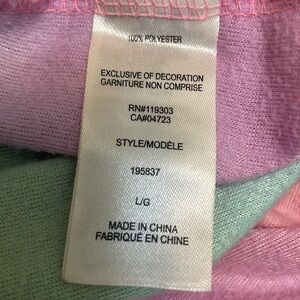 100% POLYESTER
EXCLUSIVE OF DECORATION
GARNITURE NON COMPRISE
RN#119303
CA#04723
STYLE/MODÈLE
195837
L/G
MADE IN CHINA
FABRIQUÉ EN CHINE